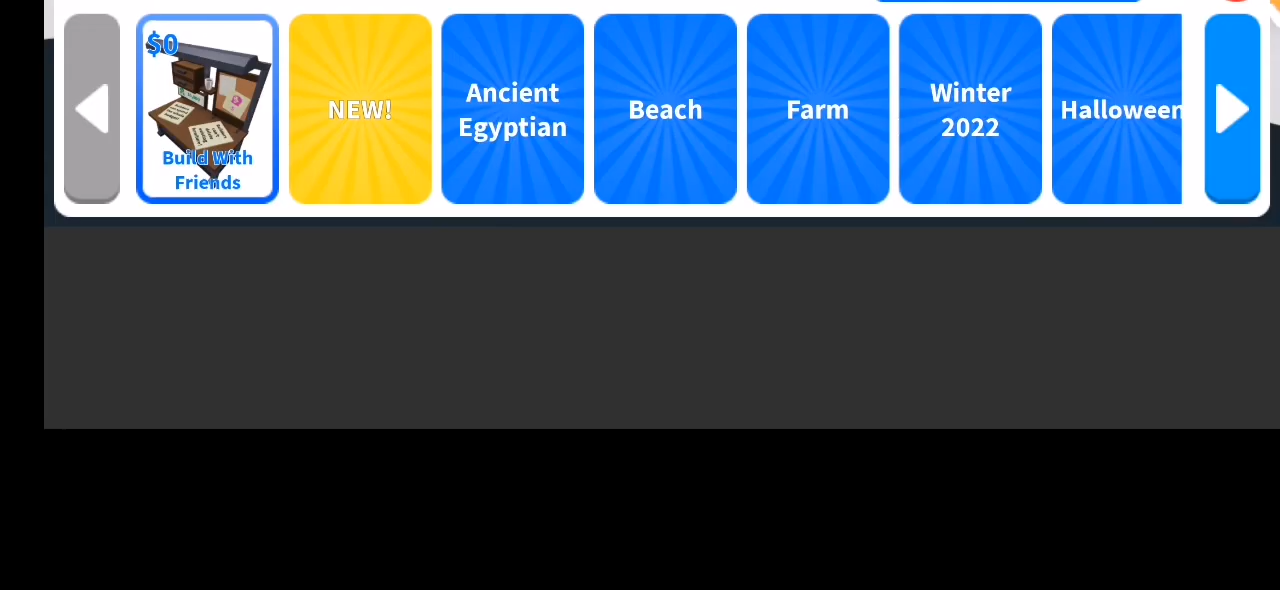 $0
Build With
Friends
NEW!
Ancient
Egyptian
Beach
Farm
Winter
2022
Halloween